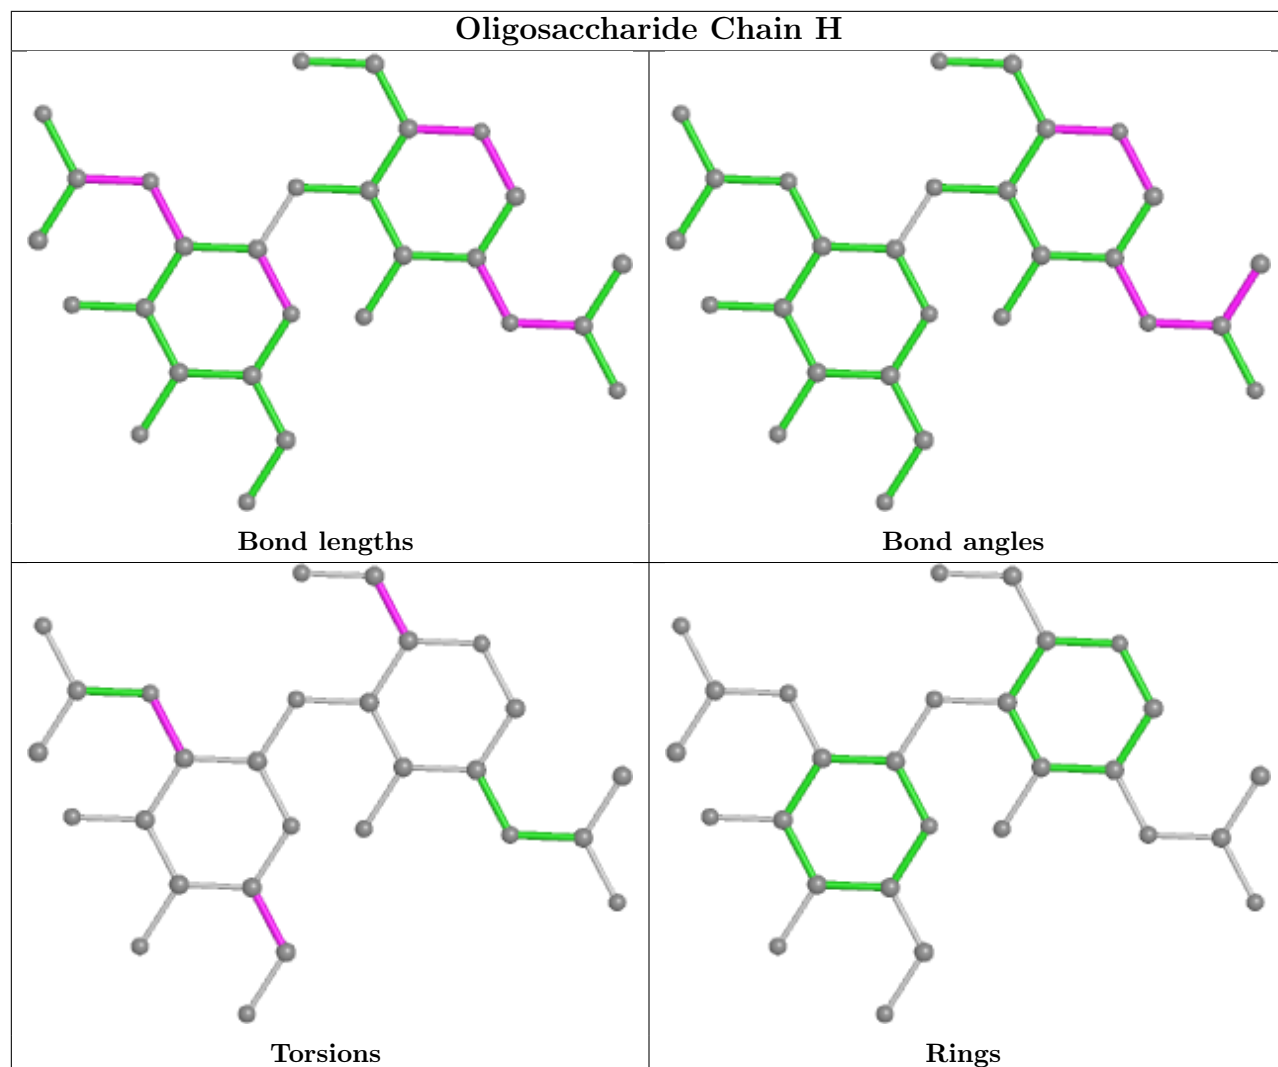 Oligosaccharide Chain H
Bond lengths
Bond angles
Torsions
Rings